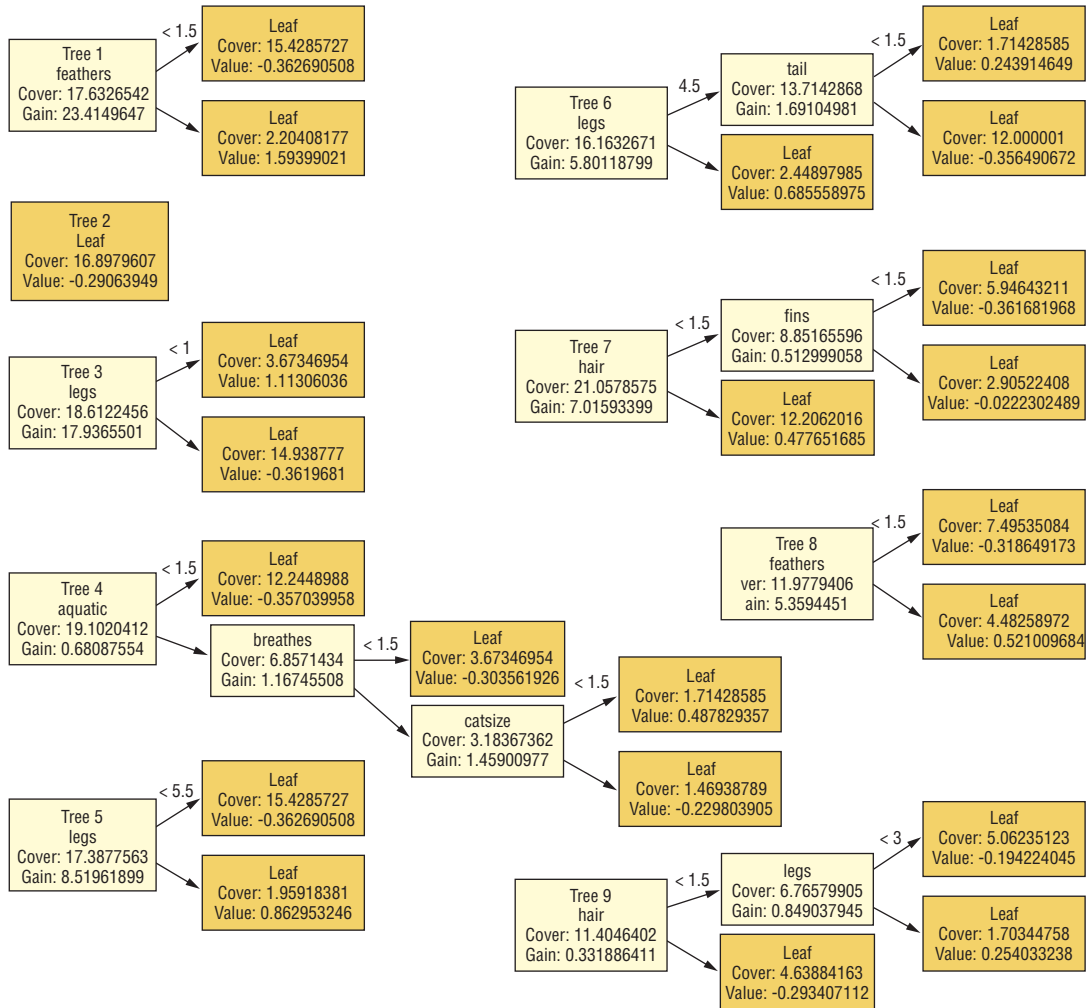 Tree 1
feathers
Cover: 17.6326542
Gain: 23.4149647
< 1.5
Leaf
Cover: 15.4285727
Value: -0.362690508
Leaf
Cover: 2.20408177
Value: 1.59399021
Tree 2
Leaf
Cover: 16.8979607
Value: -0.29063949
Tree 3
legs
Cover: 18.6122456
Gain: 17.9365501
< 1
Leaf
Cover: 3.67346954
Value: 1.11306036
Leaf
Cover: 14.938777
Value: -0.3619681
Tree 4
aquatic
Cover: 19.1020412
Gain: 0.68087554
< 1.5
Leaf
Cover: 12.2448988
Value: -0.357039958
breathes
Cover: 6.8571434
Gain: 1.16745508
< 1.5
Leaf
Cover: 3.67346954
Value: -0.303561926
catsize
Cover: 3.18367362
Gain: 1.45900977
< 1.5
Leaf
Cover: 1.71428585
Value: 0.487829357
Leaf
Cover: 1.46938789
Value: -0.229803905
Tree 5
legs
Cover: 17.3877563
Gain: 8.51961899
< 5.5
Leaf
Cover: 15.4285727
Value: -0.362690508
Leaf
Cover: 1.95918381
Value: 0.862953246
Tree 6
legs
Cover: 16.1632671
Gain: 5.80118799
4.5
tail
Cover: 13.7142868
Gain: 1.69104981
< 1.5
Leaf
Cover: 1.71428585
Value: 0.243914649
Leaf
Cover: 12.000001
Value: -0.356490672
Leaf
Cover: 2.44897985
Value: 0.685558975
Tree 7
hair
Cover: 21.0578575
Gain: 7.01593399
< 1.5
fins
Cover: 8.85165596
Gain: 0.512999058
< 1.5
Leaf
Cover: 5.94643211
Value: -0.361681968
Leaf
Cover: 2.90522408
Value: -0.0222302489
Leaf
Cover: 12.2062016
Value: 0.477651685
Tree 8
feathers
ver: 11.9779406
ain: 5.3594451
< 1.5
Leaf
Cover: 7.49535084
Value: -0.318649173
Leaf
Cover: 4.48258972
Value: 0.521009684
Tree 9
hair
Cover: 11.4046402
Gain: 0.331886411
< 1.5
legs
Cover: 6.76579905
Gain: 0.849037945
< 3
Leaf
Cover: 5.06235123
Value: -0.194224045
Leaf
Cover: 1.70344758
Value: 0.254033238
Leaf
Cover: 4.63884163
Value: -0.293407112